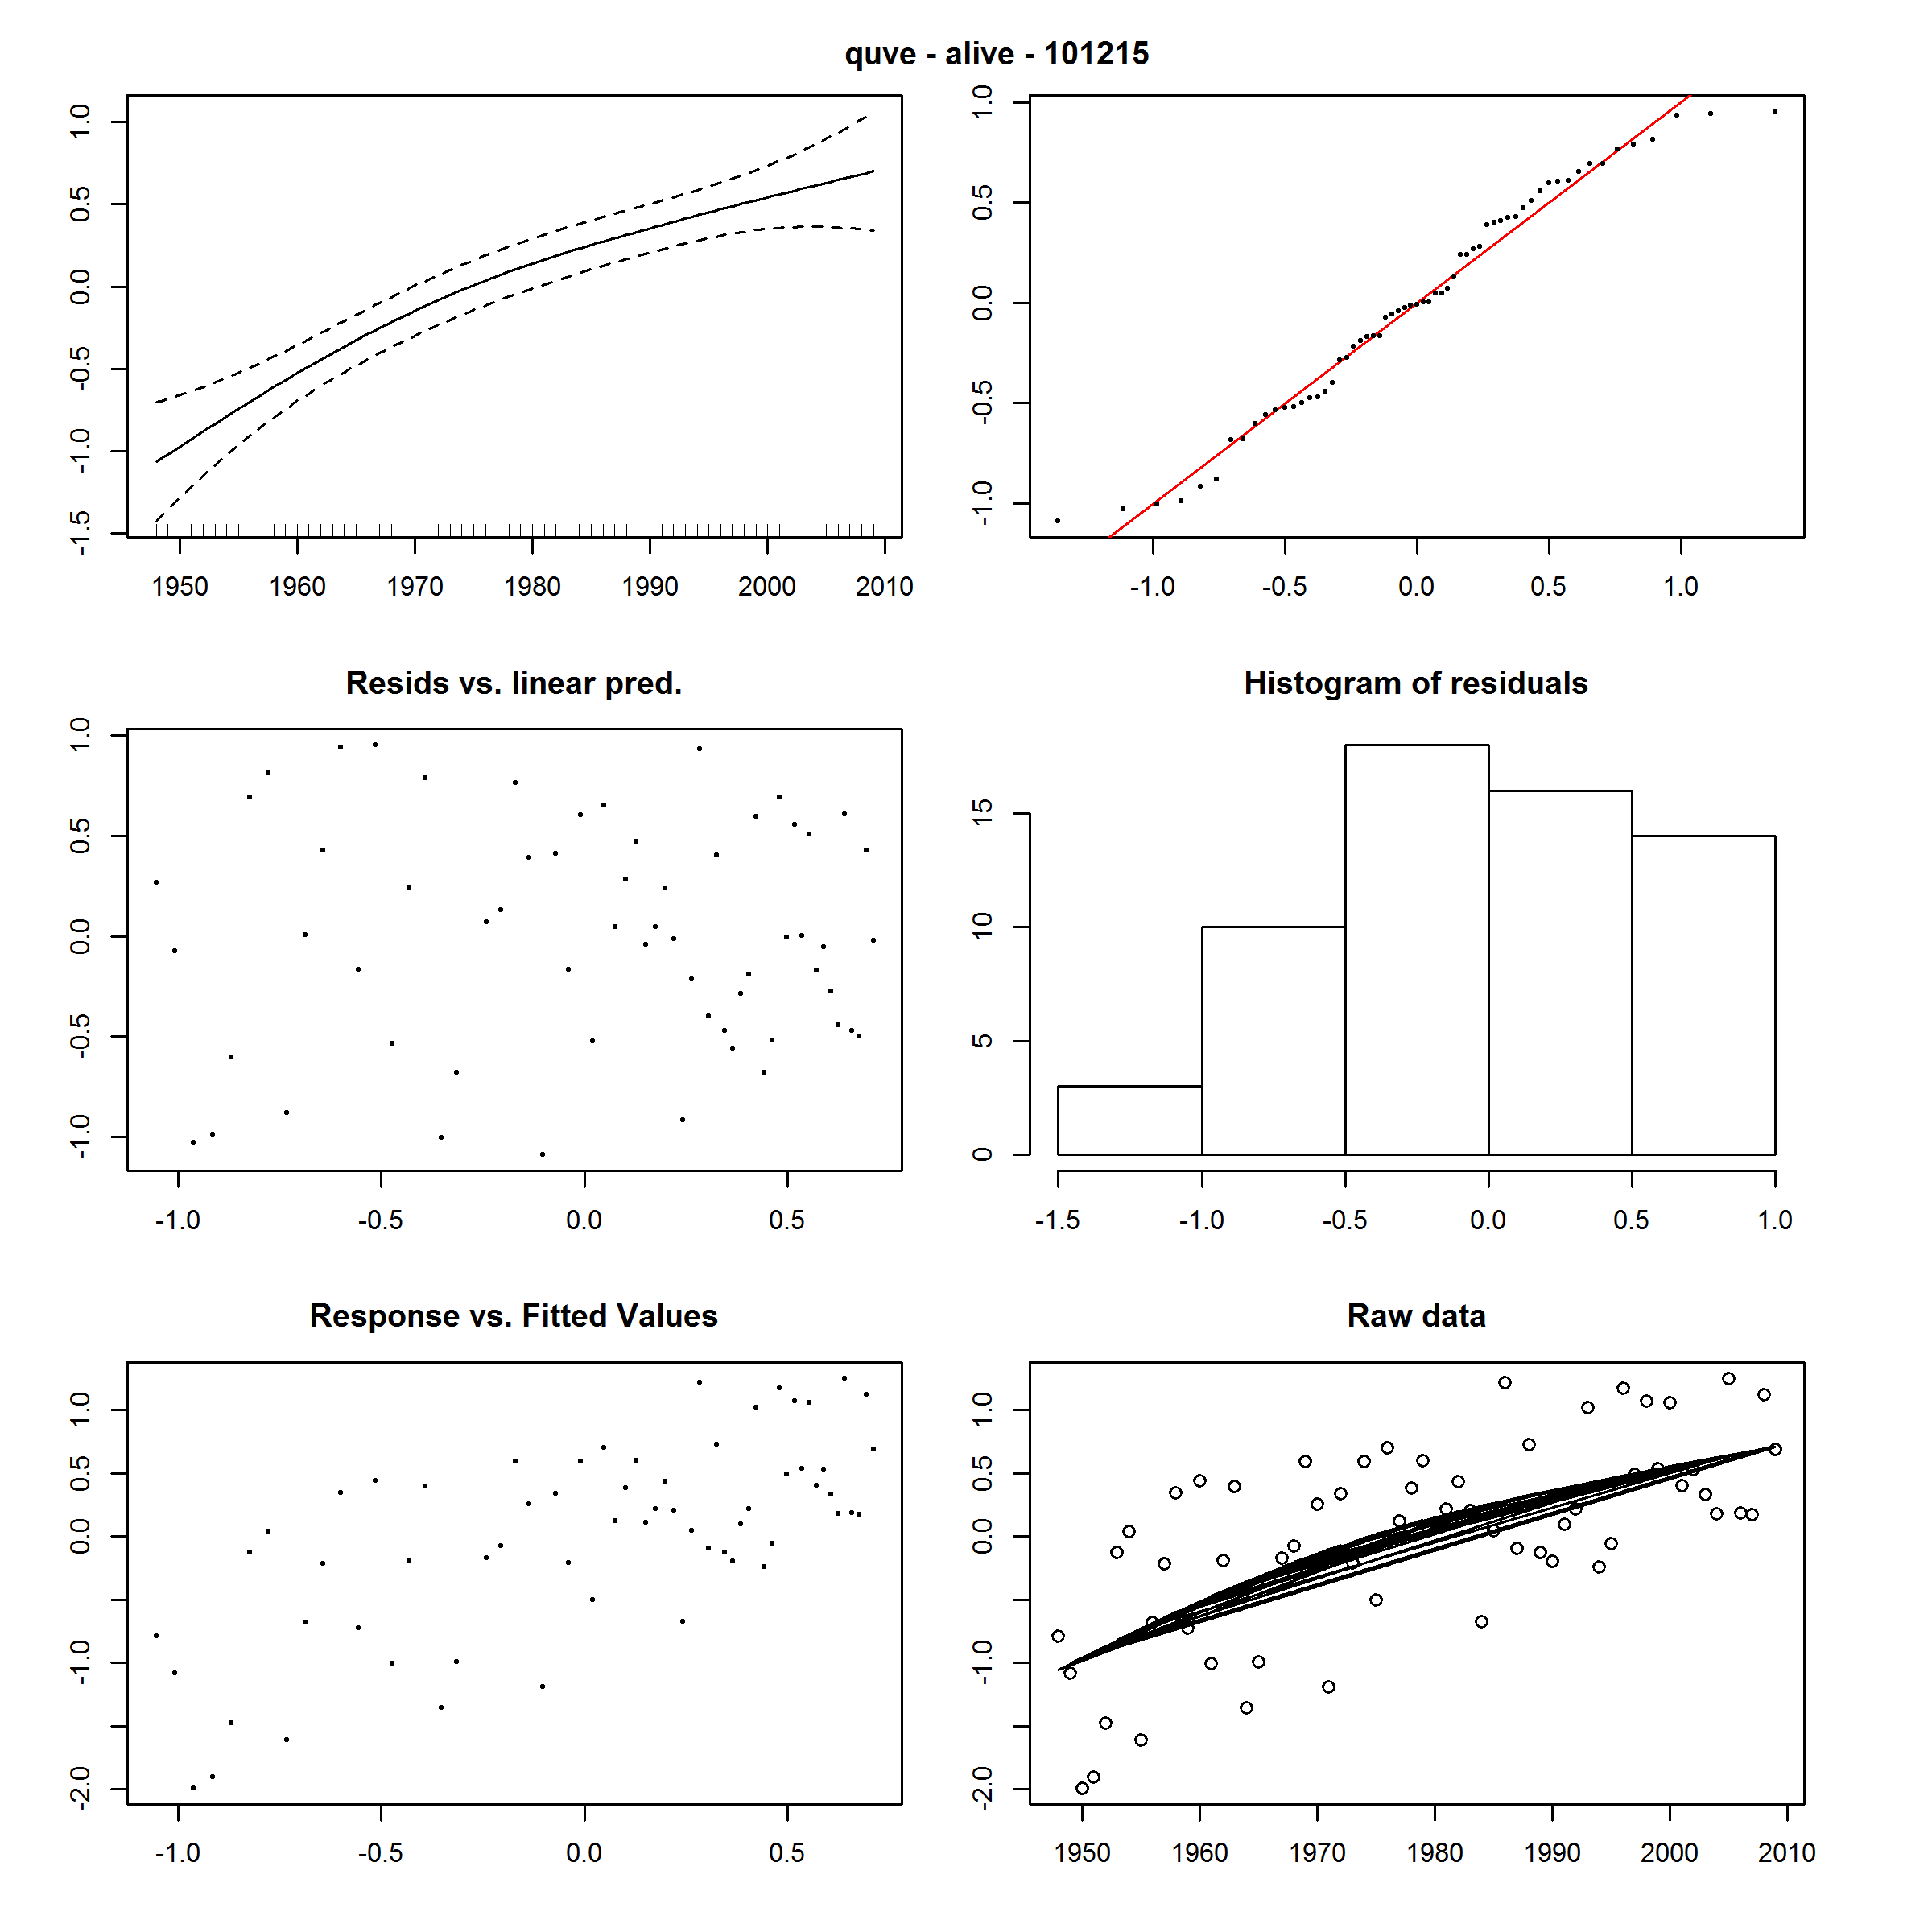 quve - alive - 101215
1.0
0.5
0.0
-0.5
-1.0
-1.5
1950 1960 1970 1980 1990 2000 2010
1.0
0.5
0.0
-0.5
-1.0
-1.0 -0.5 0.0 0.5 1.0
Resids vs. linear pred.
1.0
0.5
0.0
-0.5
-1.0
-1.0 -0.5 0.0 0.5
Histogram of residuals
15
10
5
0
-1.5 -1.0 -0.5 0.0 0.5 1.0
Response vs. Fitted Values
1.0
0.5
0.0
-1.0
-2.0
-1.0 -0.5 0.0 0.5
Raw data
1.0
0.5
0.0
-1.0
-2.0
1950 1960 1970 1980 1990 2000 2010